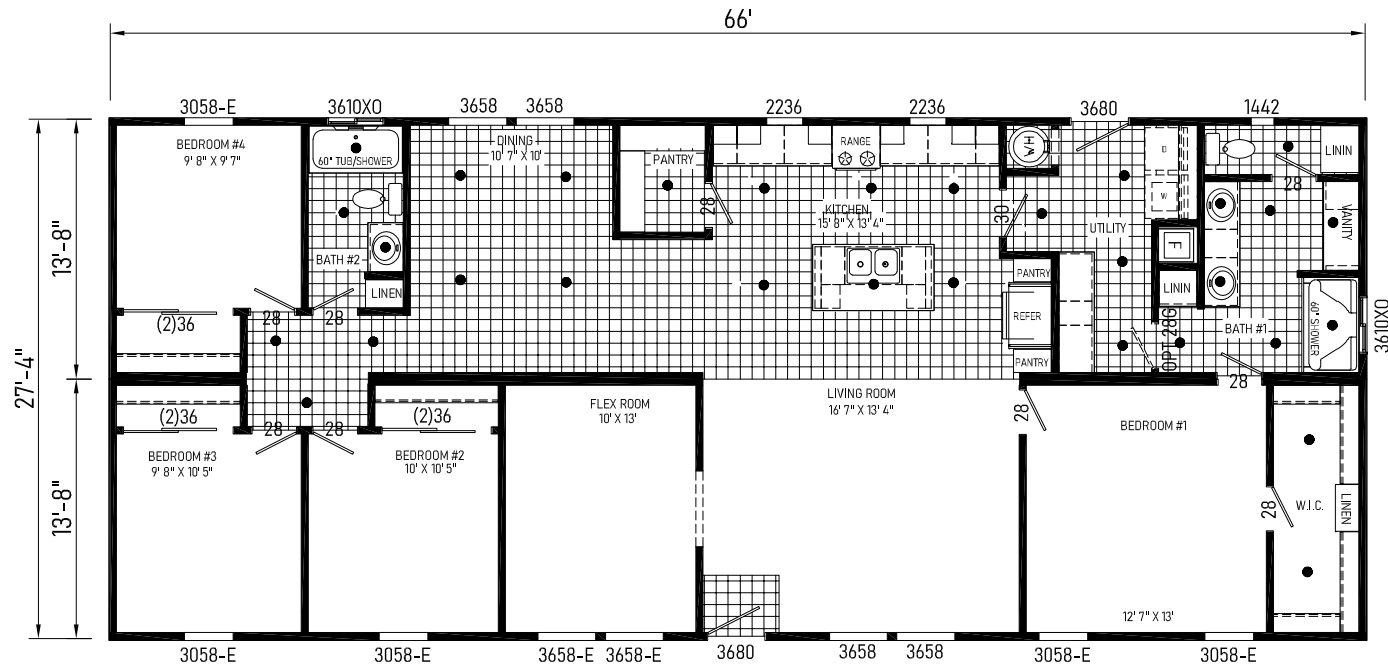 66'
3058-E
3610XO
3658
3658
2236
2236
3680
1442
BEDROOM #4
9' 8" X 9' 7"
60" TUB/SHOWER
DINING
10' 7" X 10'
PANTRY
RANGE
H/W
D
LININ
28
28
KITCHEN
15' 8" X 13' 4"
30
W
VANITY
UTILITY
F
BATH #2
LINEN
PANTRY
LININ
13'-8"
28
28
(2)36
REFER
OPT 28G
BATH #1
60" SHOWER
3610XO
27'-4"
PANTRY
28
(2)36
(2)36
FLEX ROOM
10' X 13'
LIVING ROOM
16' 7" X 13' 4"
28
BEDROOM #1
28
28
BEDROOM #3
9' 8" X 10' 5"
BEDROOM #2
10' X 10' 5"
13'-8"
28
W.I.C.
LINEN
12' 7" X 13'
3058-E
3058-E
3658-E
3658-E
3680
3658
3658
3058-E
3058-E